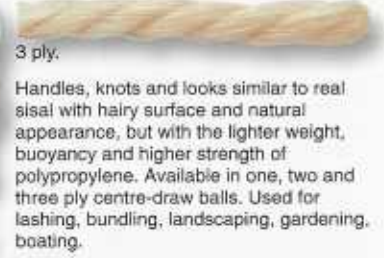 3 ply.
Handles, knots and looks similar to real
sisal with hairy surface and natural
appearance, but with the lighter weight,
buoyancy and higher strength of
polypropylene. Available in one, two and
three ply centre-draw balls. Used for
lashing, bundling, landscaping, gardening,
boating.